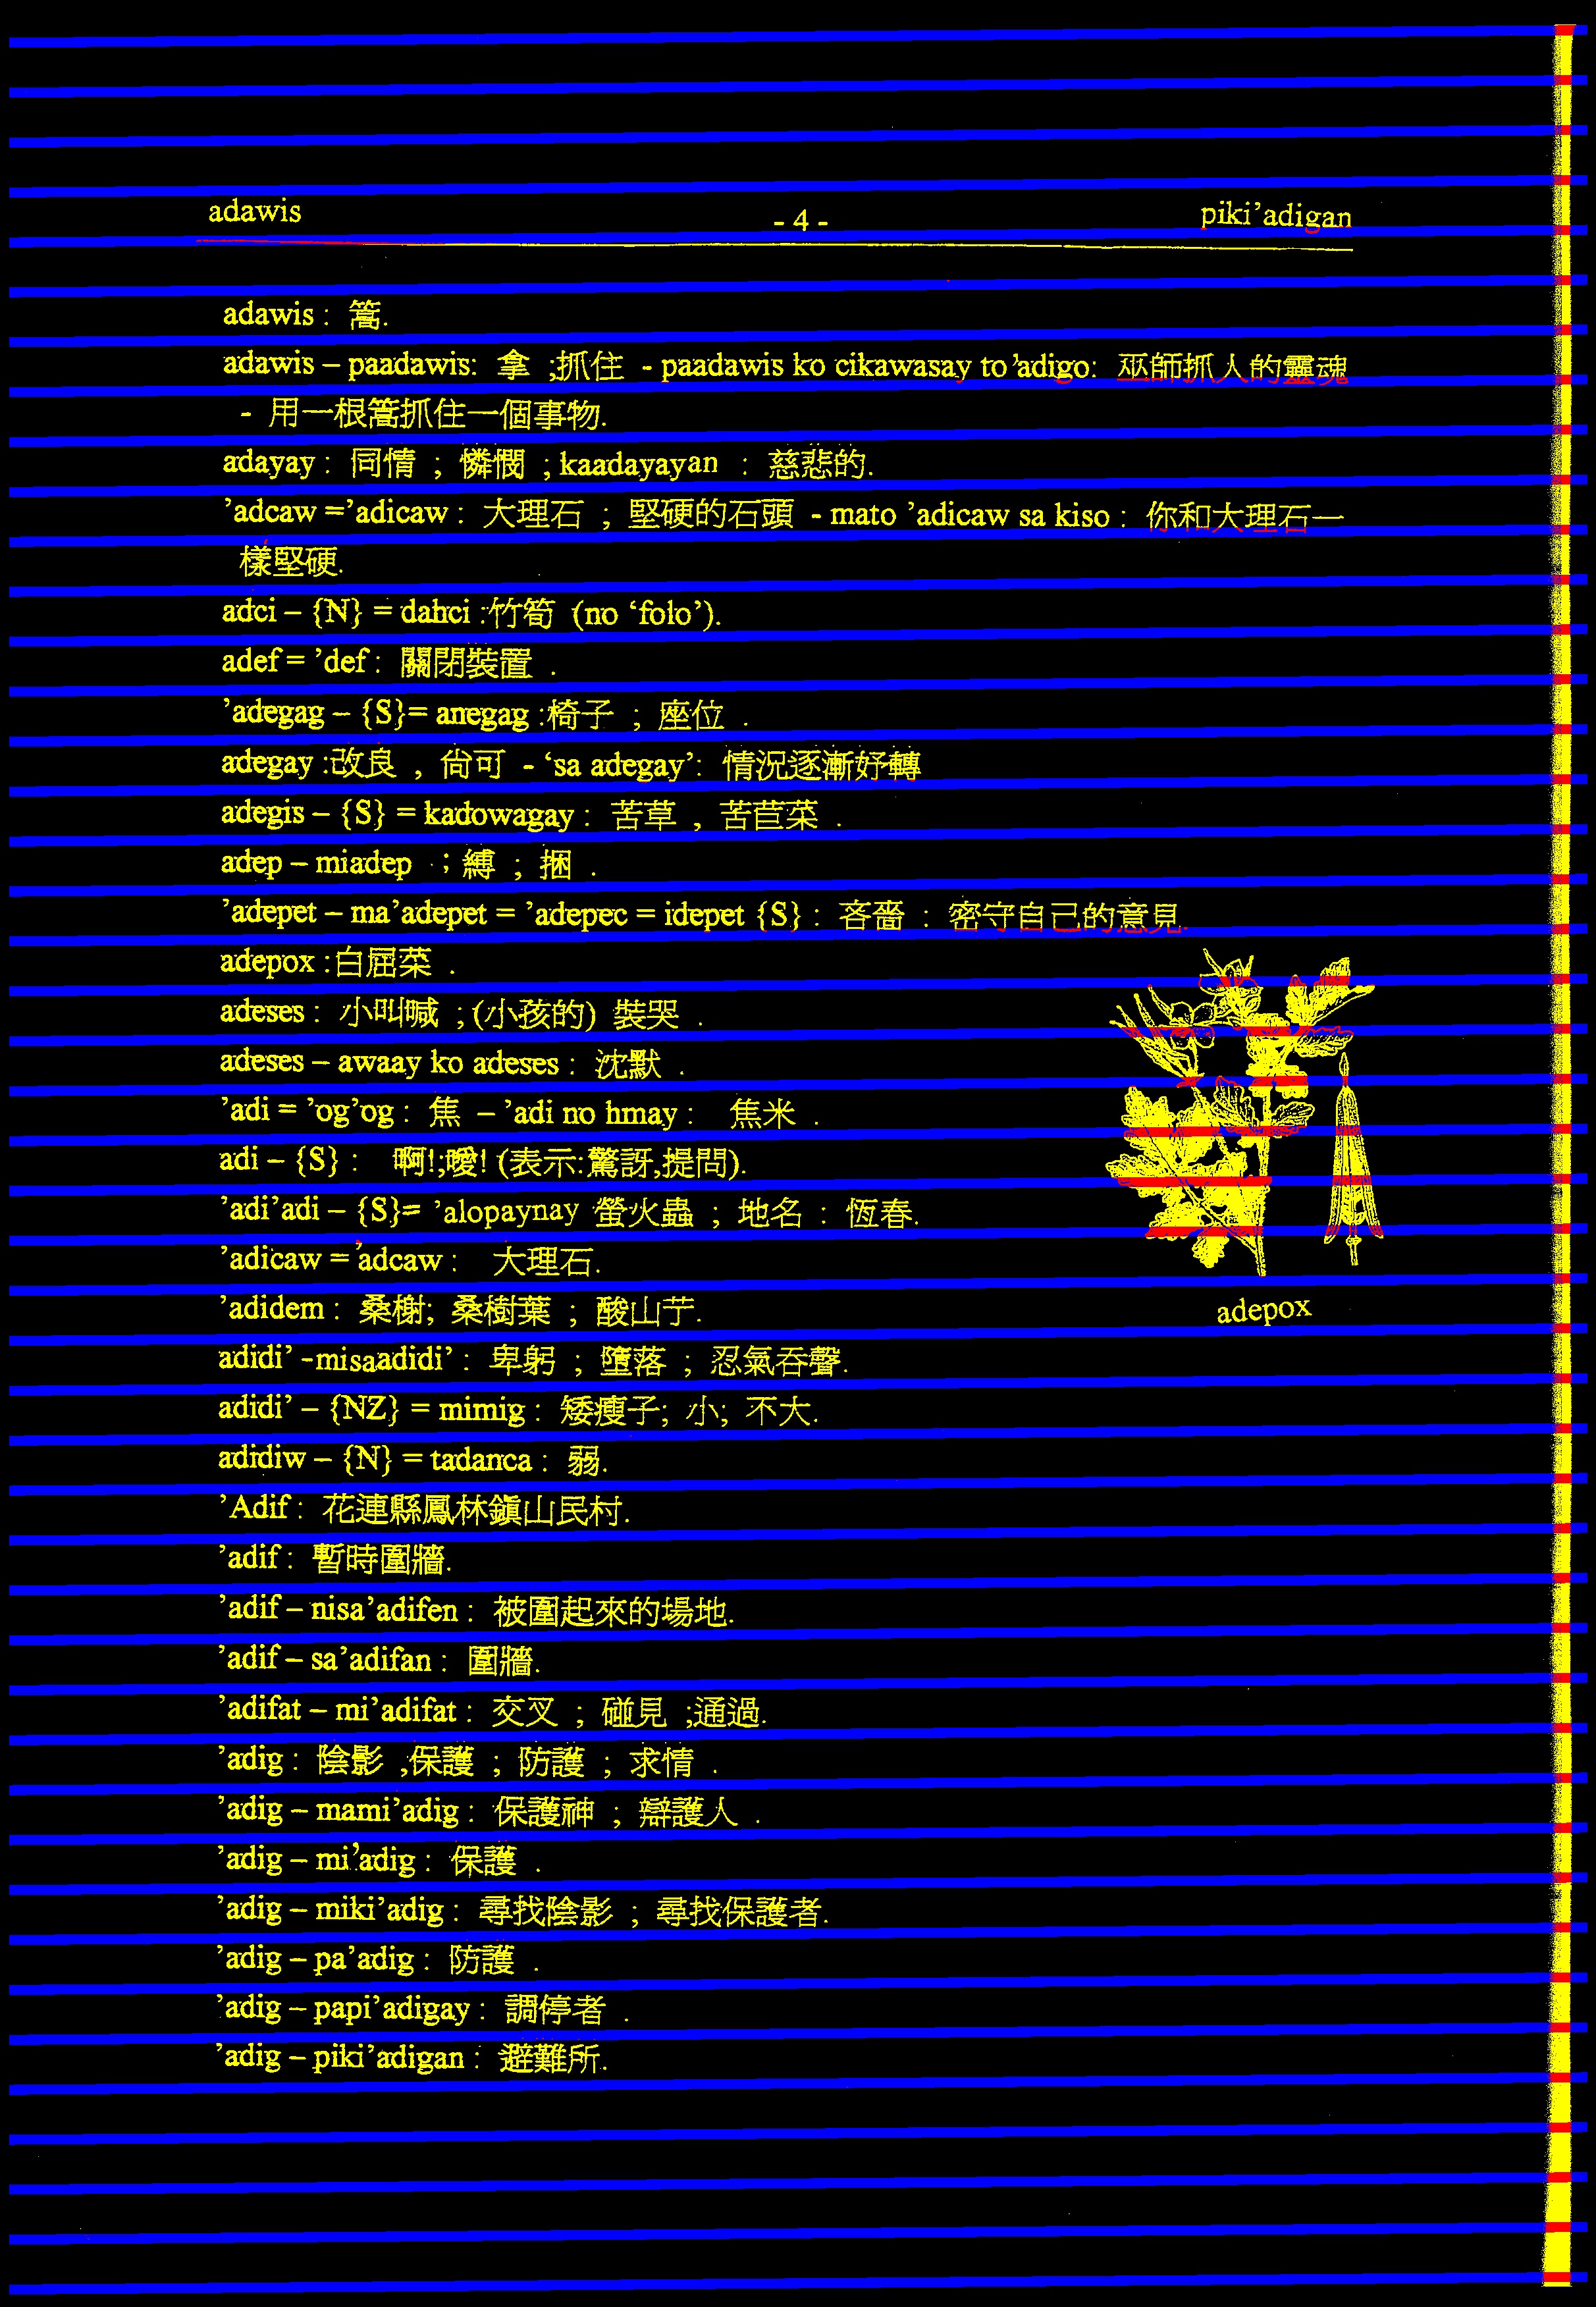 adawis - 4 - piki’adigan
adawis : 篙.
adawis – paadawis: 拿 ;抓住 - paadawis ko cikawasay to ’adigo: 巫師抓人的靈魂
- 用一根篙抓住一個事物.
adayay : 同情 ; 憐憫 ; kaadayayan : 慈悲的.
’adcaw =’adicaw : 大理石 ; 堅硬的石頭 - mato ’adicaw sa kiso : 你和大理石一
樣堅硬.
adci – {N} = dahci :竹筍 (no ‘folo’).
adef = ’def : 關閉裝置 .
’adegag – {S}= anegag :椅子 ; 座位 .
adegay :改良 , 尚可 - ‘sa adegay’: 情況逐漸好轉
adegis – {S} = kadowagay : 苦草 , 苦苣菜 .
adep – miadep ; 縛 ; 捆 .
’adepet – ma’adepet = ’adepec = idepet {S} : 吝嗇 : 密守自己的意見.
adepox :白屈菜 .
adeses : 小叫喊 ; (小孩的) 裝哭 .
adeses – awaay ko adeses : 沈默 .
’adi = ’og’og : 焦 – ’adi no hmay : 焦米 .
adi – {S} : 啊!;噯! (表示:驚訝,提問).
’adi’adi – {S}= ’alopaynay 螢火蟲 ; 地名 : 恆春.
’adicaw = ’adcaw : 大理石.
’adidem : 桑樹; 桑樹葉 ; 酸山苧.
adepox
adidi’ -misaadidi’ : 卑躬 ; 墮落 ; 忍氣吞聲.
adidi’ – {NZ} = mimig : 矮瘦子; 小; 不大.
adidiw – {N} = tadanca : 弱.
’Adif : 花連縣鳳林鎮山民村.
’adif : 暫時圍牆.
’adif – nisa’adifen : 被圍起來的場地.
’adif – sa’adifan : 圍牆.
’adifat – mi’adifat : 交叉 ; 碰見 ;通過.
’adig : 陰影 ,保護 ; 防護 ; 求情 .
’adig – mami’adig : 保護神 ; 辯護人 .
’adig – mi’adig : 保護 .
’adig – miki’adig : 尋找陰影 ; 尋找保護者.
’adig – pa’adig : 防護 .
’adig – papi’adigay : 調停者 .
’adig – piki’adigan : 避難所.